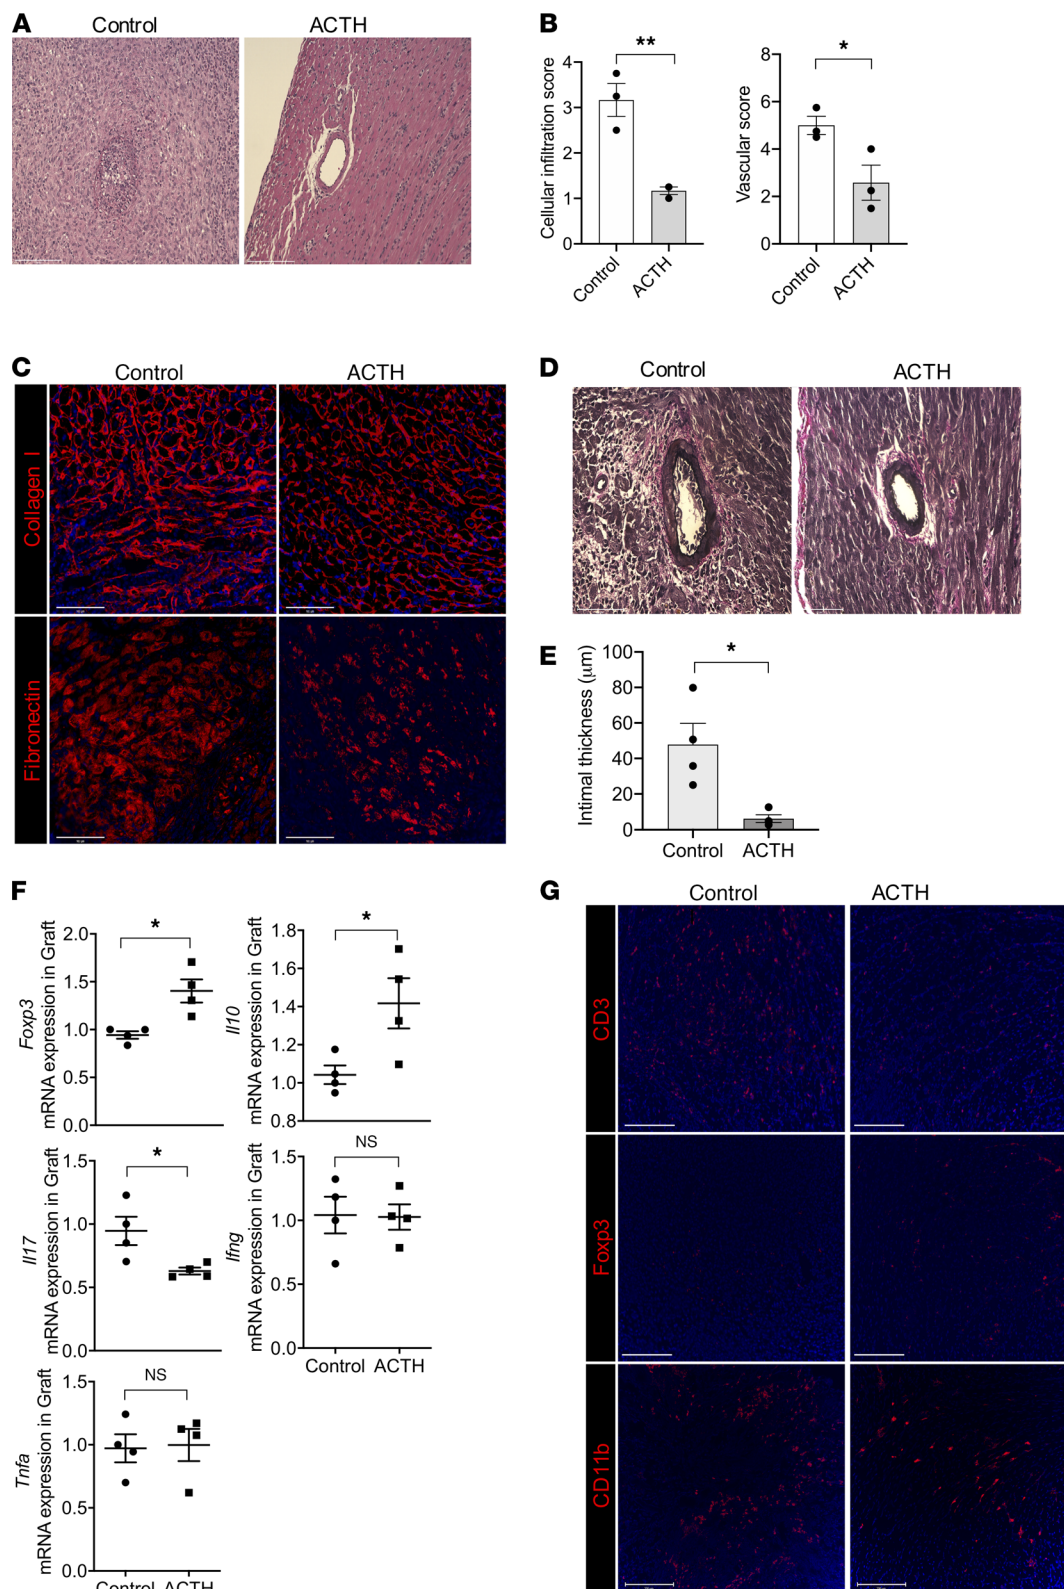 A
Control
ACTH
B
**
Cellular infiltration score
4
3
2
1
0
Control
ACTH
*
Vascular score
8
6
4
2
0
Control
ACTH
C
Control
ACTH
Collagen I
Fibronectin
D
Control
ACTH
E
*
Intimal thickness (μm)
100
80
60
40
20
0
Control
ACTH
F
*
Foxp3
mRNA expression in Graft
2.0
1.5
1.0
0.5
0.0
*
Il10
mRNA expression in Graft
1.8
1.6
1.4
1.2
1.0
0.8
*
Il17
mRNA expression in Graft
1.5
1.0
0.5
0.0
NS
Ifng
mRNA expression in Graft
1.5
1.0
0.5
0.0
Control ACTH
NS
Tnfa
mRNA expression in Graft
1.5
1.0
0.5
0.0
Control ACTH
G
Control
ACTH
CD3
Foxp3
CD11b